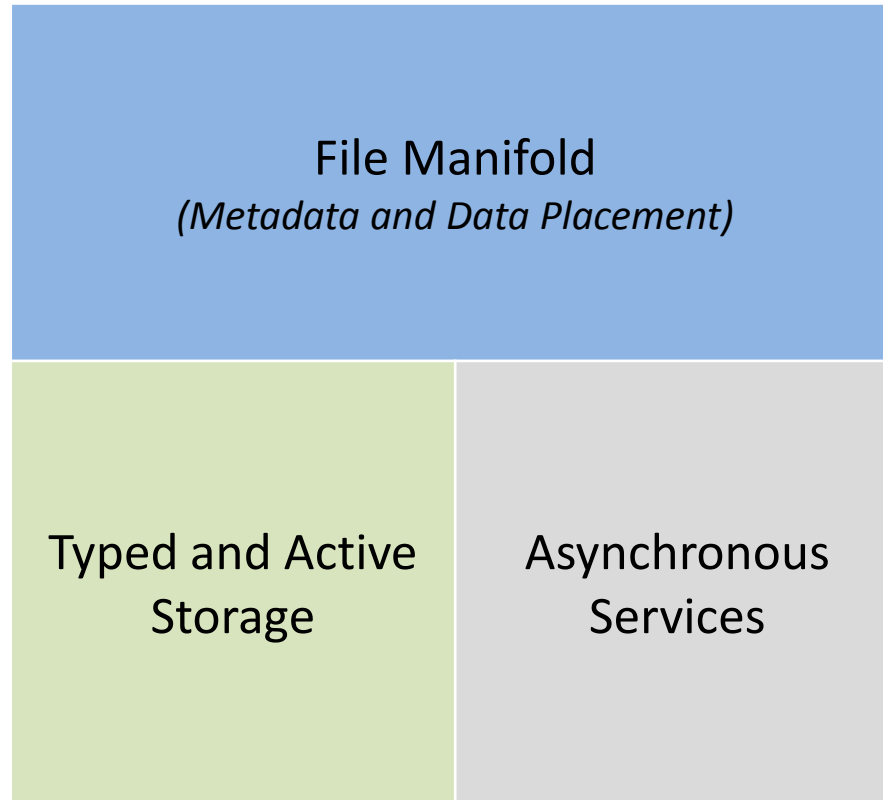 File Manifold
(Metadata and Data Placement)
Typed and Active
Storage
Asynchronous
Services